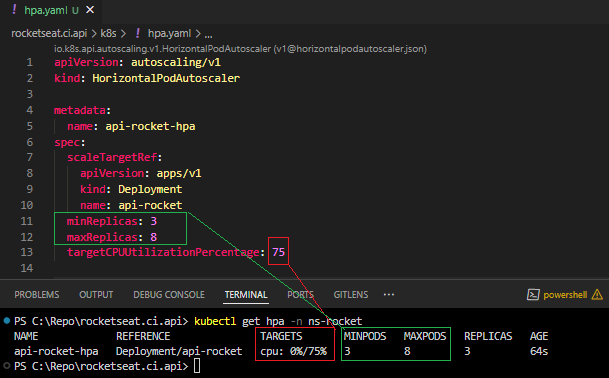 ! hpa.yaml U ×
rocketseat.ci.api > k8s > ! hpa.yaml > ...
io.k8s.api.autoscaling.v1.HorizontalPodAutoscaler (v1@horizontalpodautoscaler.json)
1 apiVersion: autoscaling/v1
2 kind: HorizontalPodAutoscaler
3
4 metadata:
5 name: api-rocket-hpa
6 spec:
7 scaleTargetRef:
8 apiVersion: apps/v1
9 kind: Deployment
10 name: api-rocket
11 minReplicas: 3
12 maxReplicas: 8
13 targetCPUUtilizationPercentage: 75
14
PROBLEMS OUTPUT DEBUG CONSOLE TERMINAL PORTS GITLENS ... powershell
PS C:\Repo\rocketseat.ci.api> kubectl get hpa -n ns-rocket
NAME REFERENCE TARGETS MINPODS MAXPODS REPLICAS AGE
api-rocket-hpa Deployment/api-rocket cpu: 0%/75% 3 8 3 64s
PS C:\Repo\rocketseat.ci.api>